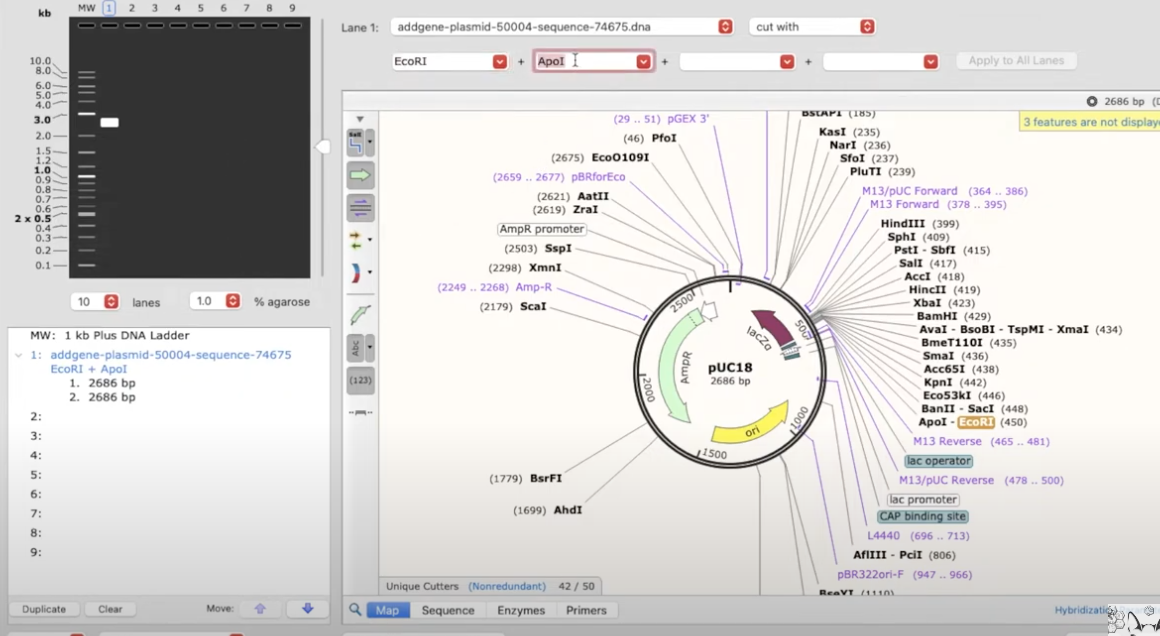 kb
MW 1 2 3 4 5 6 7 8 9
10.0
8.0
6.0
5.0
4.0
3.0
2.0
1.5
1.2
1.0
0.9
0.8
0.7
0.6
2 x 0.5
0.4
0.3
0.2
0.1
10 lanes 1.0 % agarose
MW: 1 kb Plus DNA Ladder
1: addgene-plasmid-50004-sequence-74675
EcoRI + ApoI
1. 2686 bp
2. 2686 bp
2:
3:
4:
5:
6:
7:
8:
9:
Duplicate Clear Move:
Lane 1: addgene-plasmid-50004-sequence-74675.dna cut with
EcoRI + ApoI + + Apply to All Lanes
2686 bp
3 features are not displaye
(29 .. 51) pGEX 3'
(46) PfoI
(2675) EcoO109I
(2659 .. 2677) pBRforEco
(2621) AatII
(2619) ZraI
AmpR promoter
(2503) SspI
(2298) XmnI
(2249 .. 2268) Amp-R
(2179) ScaI
(1779) BsrFI
(1699) AhdI
BstAPI (185)
KasI (235)
NarI (236)
SfoI (237)
PluTI (239)
M13/pUC Forward (364 .. 386)
M13 Forward (378 .. 395)
HindIII (399)
SphI (409)
PstI - SbfI (415)
SalI (417)
AccI (418)
HincII (419)
XbaI (423)
BamHI (429)
AvaI - BsoBI - TspMI - XmaI (434)
BmeT110I (435)
SmaI (436)
Acc65I (438)
KpnI (442)
Eco53kI (446)
BanII - SacI (448)
ApoI - EcoRI (450)
M13 Reverse (465 .. 481)
lac operator
M13/pUC Reverse (478 .. 500)
lac promoter
CAP binding site
L4440 (696 .. 713)
AflIII - PciI (806)
pBR322ori-F (947 .. 966)
BseYI (1110)
pUC18
2686 bp
lacZα
AmpR
ori
500
1000
1500
2000
2500
Abc
(123)
Unique Cutters (Nonredundant) 42 / 50
Map Sequence Enzymes Primers